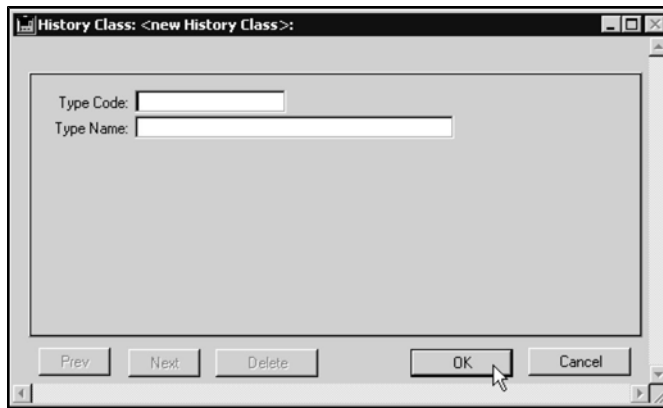 History Class: <new History Class>:
Type Code:
Type Name:
Prev Next Delete OK Cancel